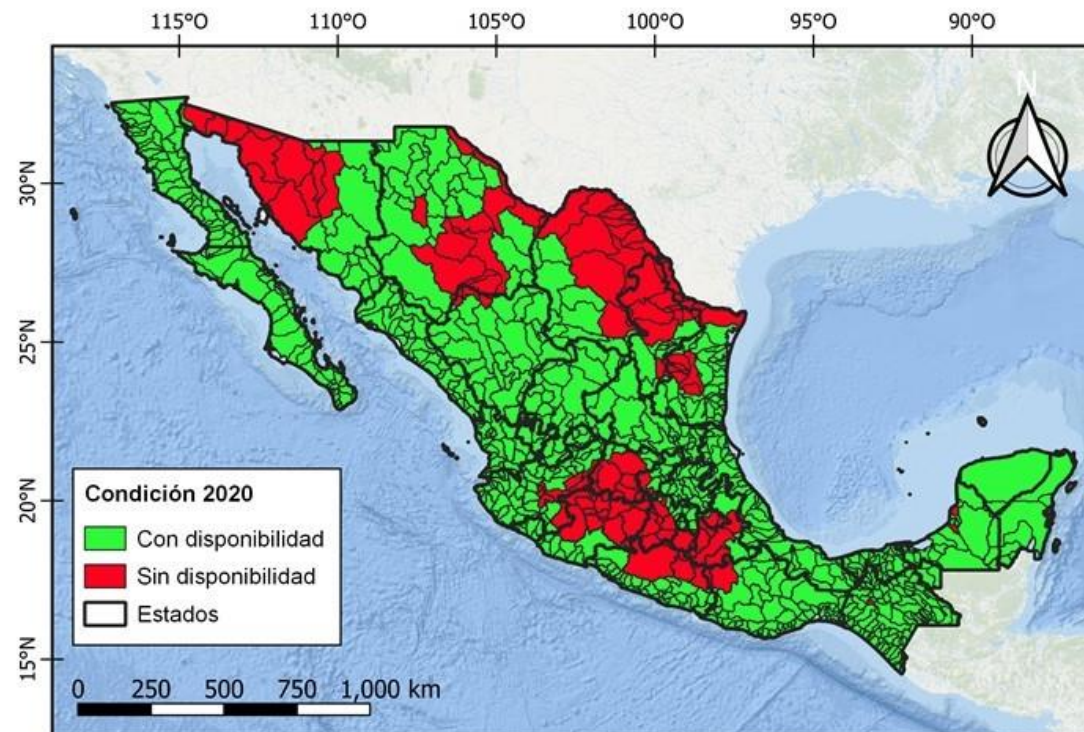 115°O 110°O 105°O 100°O 95°O 90°O
N
30°N
25°N
20°N
15°N
Condición 2020
Con disponibilidad
Sin disponibilidad
Estados
0 250 500 750 1,000 km